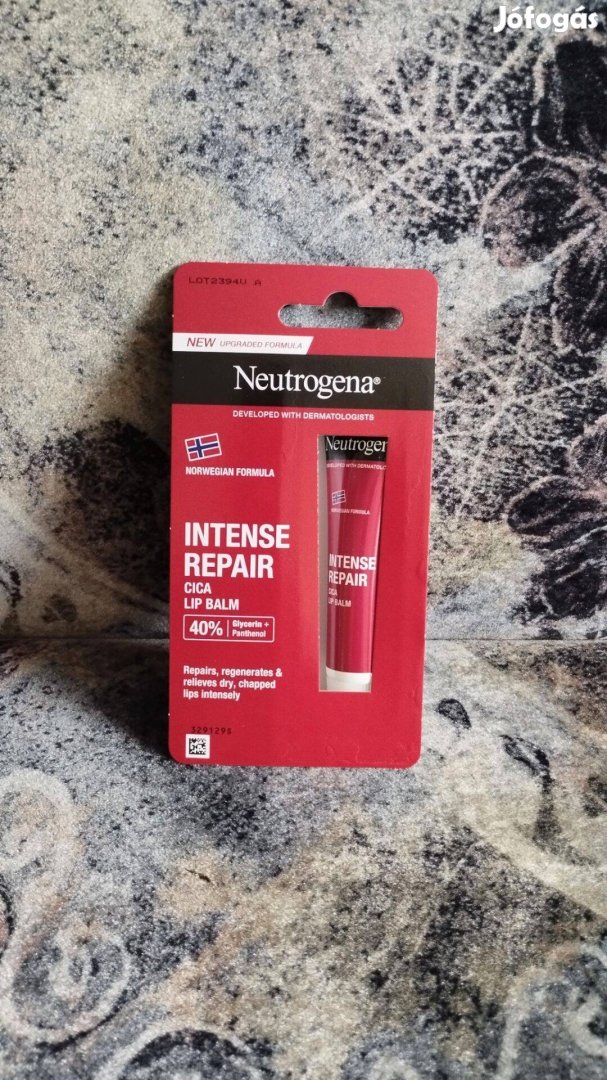 Jófogás
LOT2394U A
NEW UPGRADED FORMULA
Neutrogena®
DEVELOPED WITH DERMATOLOGISTS
NORWEGIAN FORMULA
INTENSE
REPAIR
CICA
LIP BALM
40% Glycerin +
Panthenol
Repairs, regenerates &
relieves dry, chapped
lips intensely
Neutrogen
DEVELOPED WITH DERMATOLO
NORWEGIAN FORMULA
INTENSE
REPAIR
CICA
LIP BALM